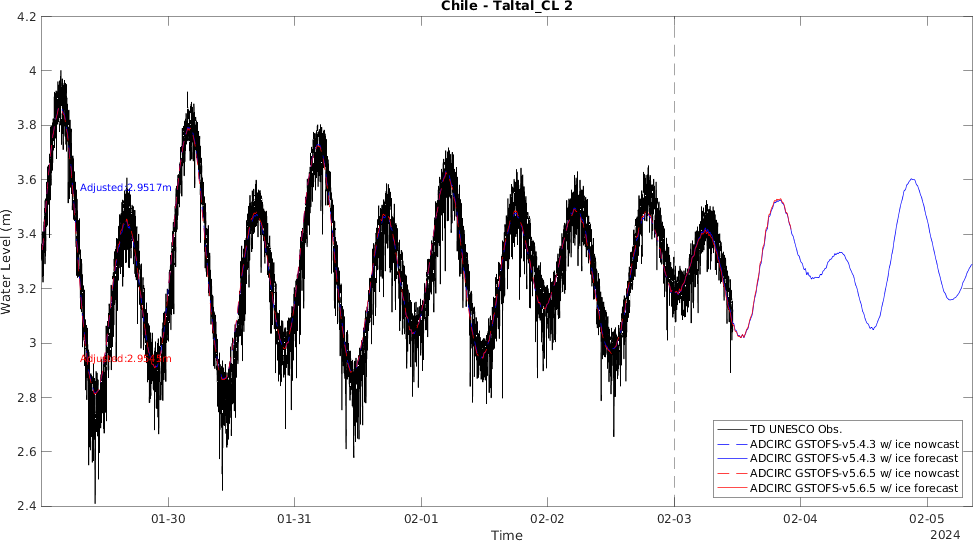 Chile - Taltal_CL 2
4.2
4
3.8
3.6
3.4
3.2
3
2.8
2.6
2.4
Water Level (m)
Adjusted:2.9517m
TD UNESCO Obs.
ADCIRC GSTOFS-v5.4.3 w/ ice nowcast
ADCIRC GSTOFS-v5.4.3 w/ ice forecast
ADCIRC GSTOFS-v5.6.5 w/ ice nowcast
ADCIRC GSTOFS-v5.6.5 w/ ice forecast
01-30 01-31 02-01 02-02 02-03 02-04 02-05
Time
2024